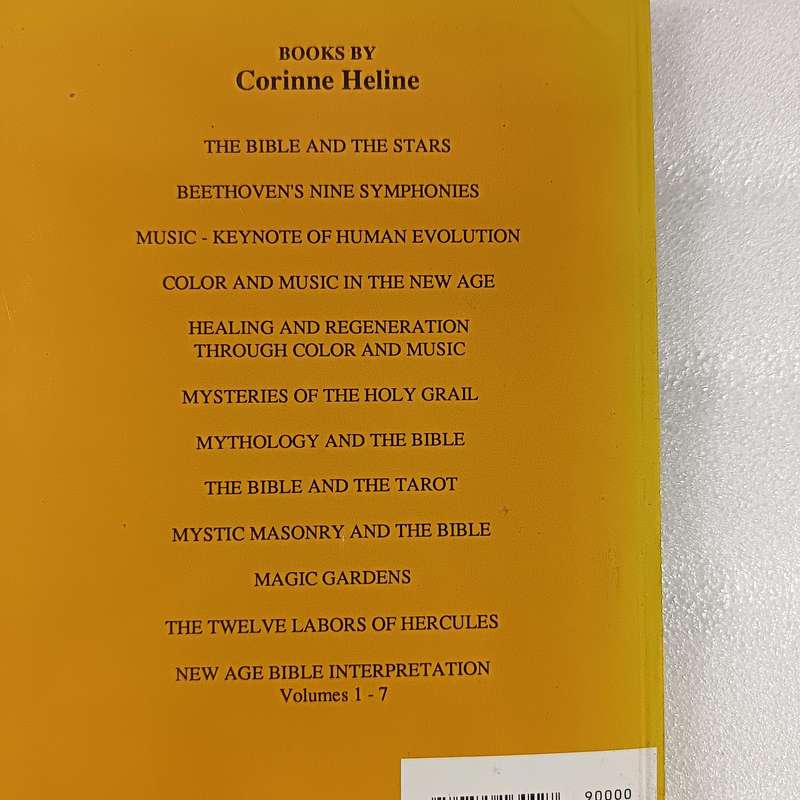 BOOKS BY
Corinne Heline
THE BIBLE AND THE STARS
BEETHOVEN'S NINE SYMPHONIES
MUSIC - KEYNOTE OF HUMAN EVOLUTION
COLOR AND MUSIC IN THE NEW AGE
HEALING AND REGENERATION
THROUGH COLOR AND MUSIC
MYSTERIES OF THE HOLY GRAIL
MYTHOLOGY AND THE BIBLE
THE BIBLE AND THE TAROT
MYSTIC MASONRY AND THE BIBLE
MAGIC GARDENS
THE TWELVE LABORS OF HERCULES
NEW AGE BIBLE INTERPRETATION
Volumes 1 - 7
90000